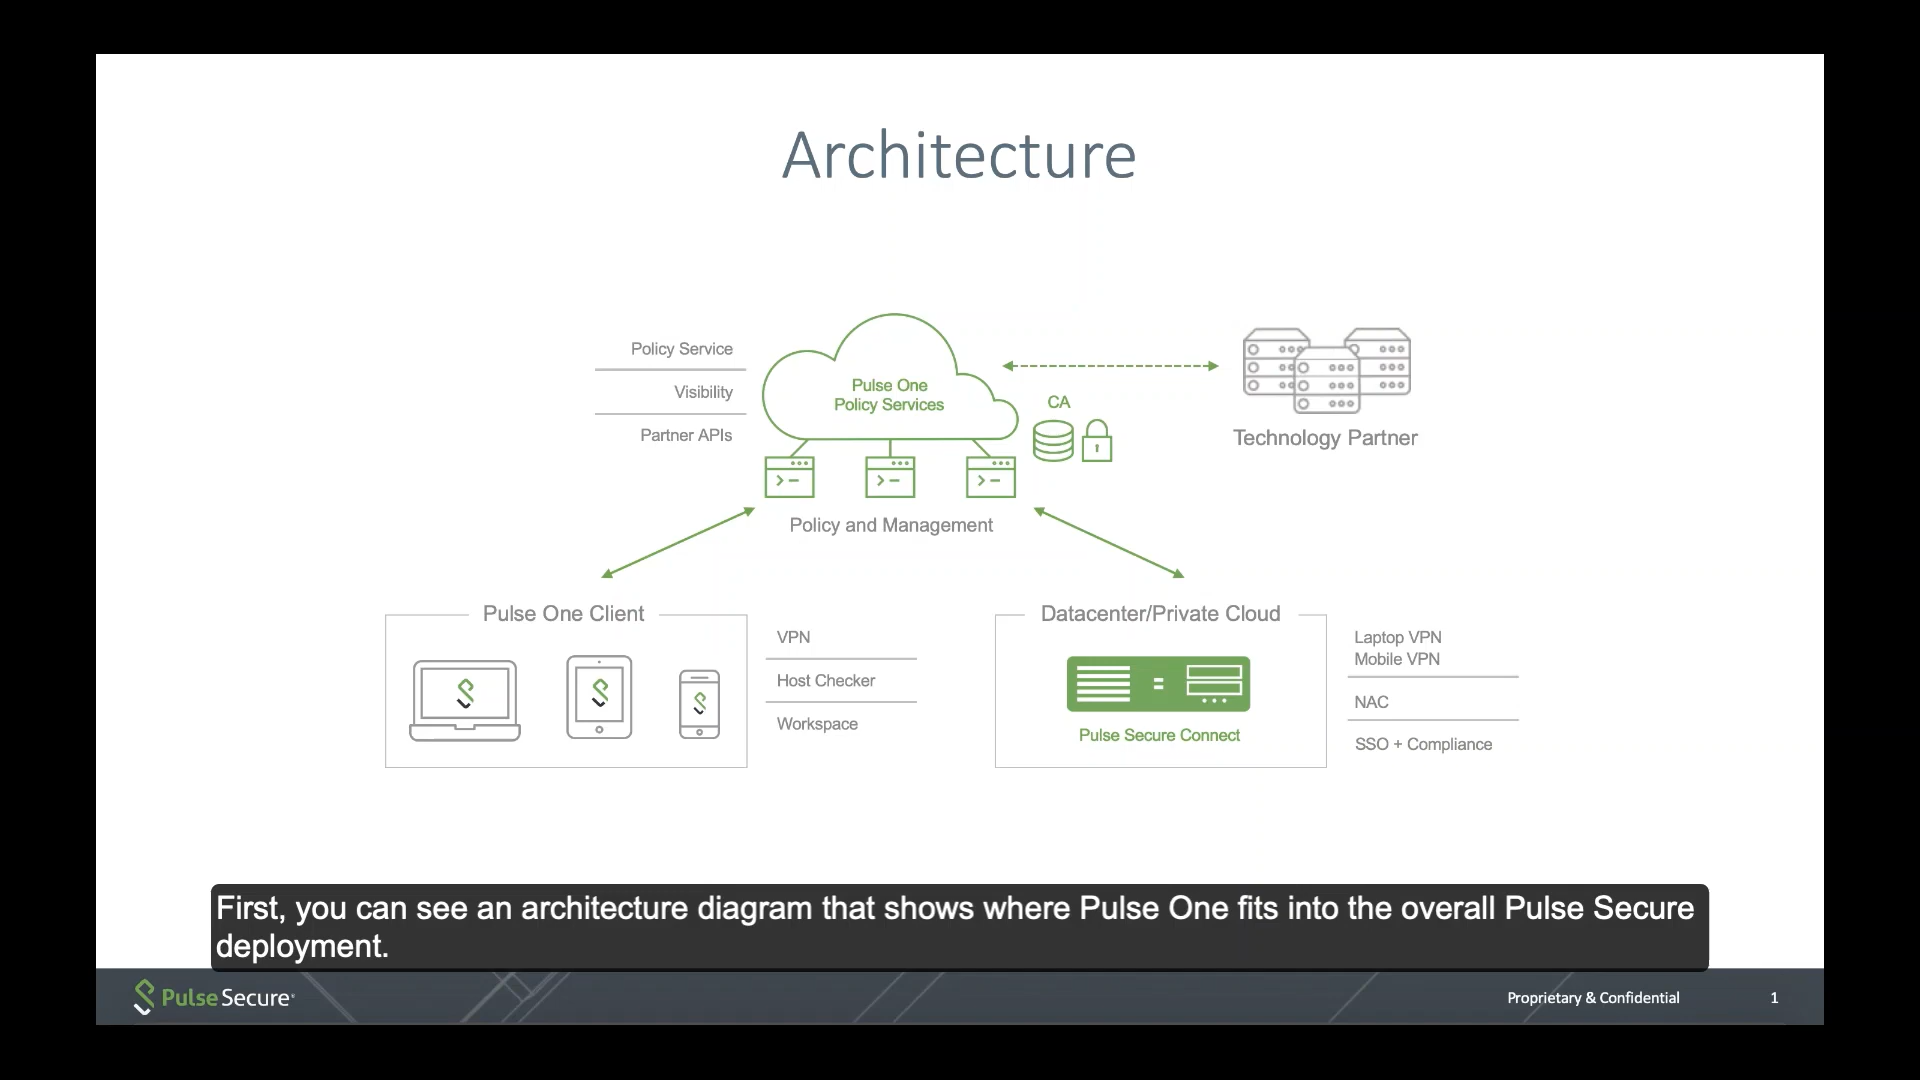 Architecture
Policy Service
Visibility
Partner APIs
Pulse One
Policy Services
CA
Technology Partner
Policy and Management
Pulse One Client
VPN
Host Checker
Workspace
Datacenter/Private Cloud
Pulse Secure Connect
Laptop VPN
Mobile VPN
NAC
SSO + Compliance
First, you can see an architecture diagram that shows where Pulse One fits into the overall Pulse Secure
deployment.
Pulse Secure
Proprietary & Confidential
1